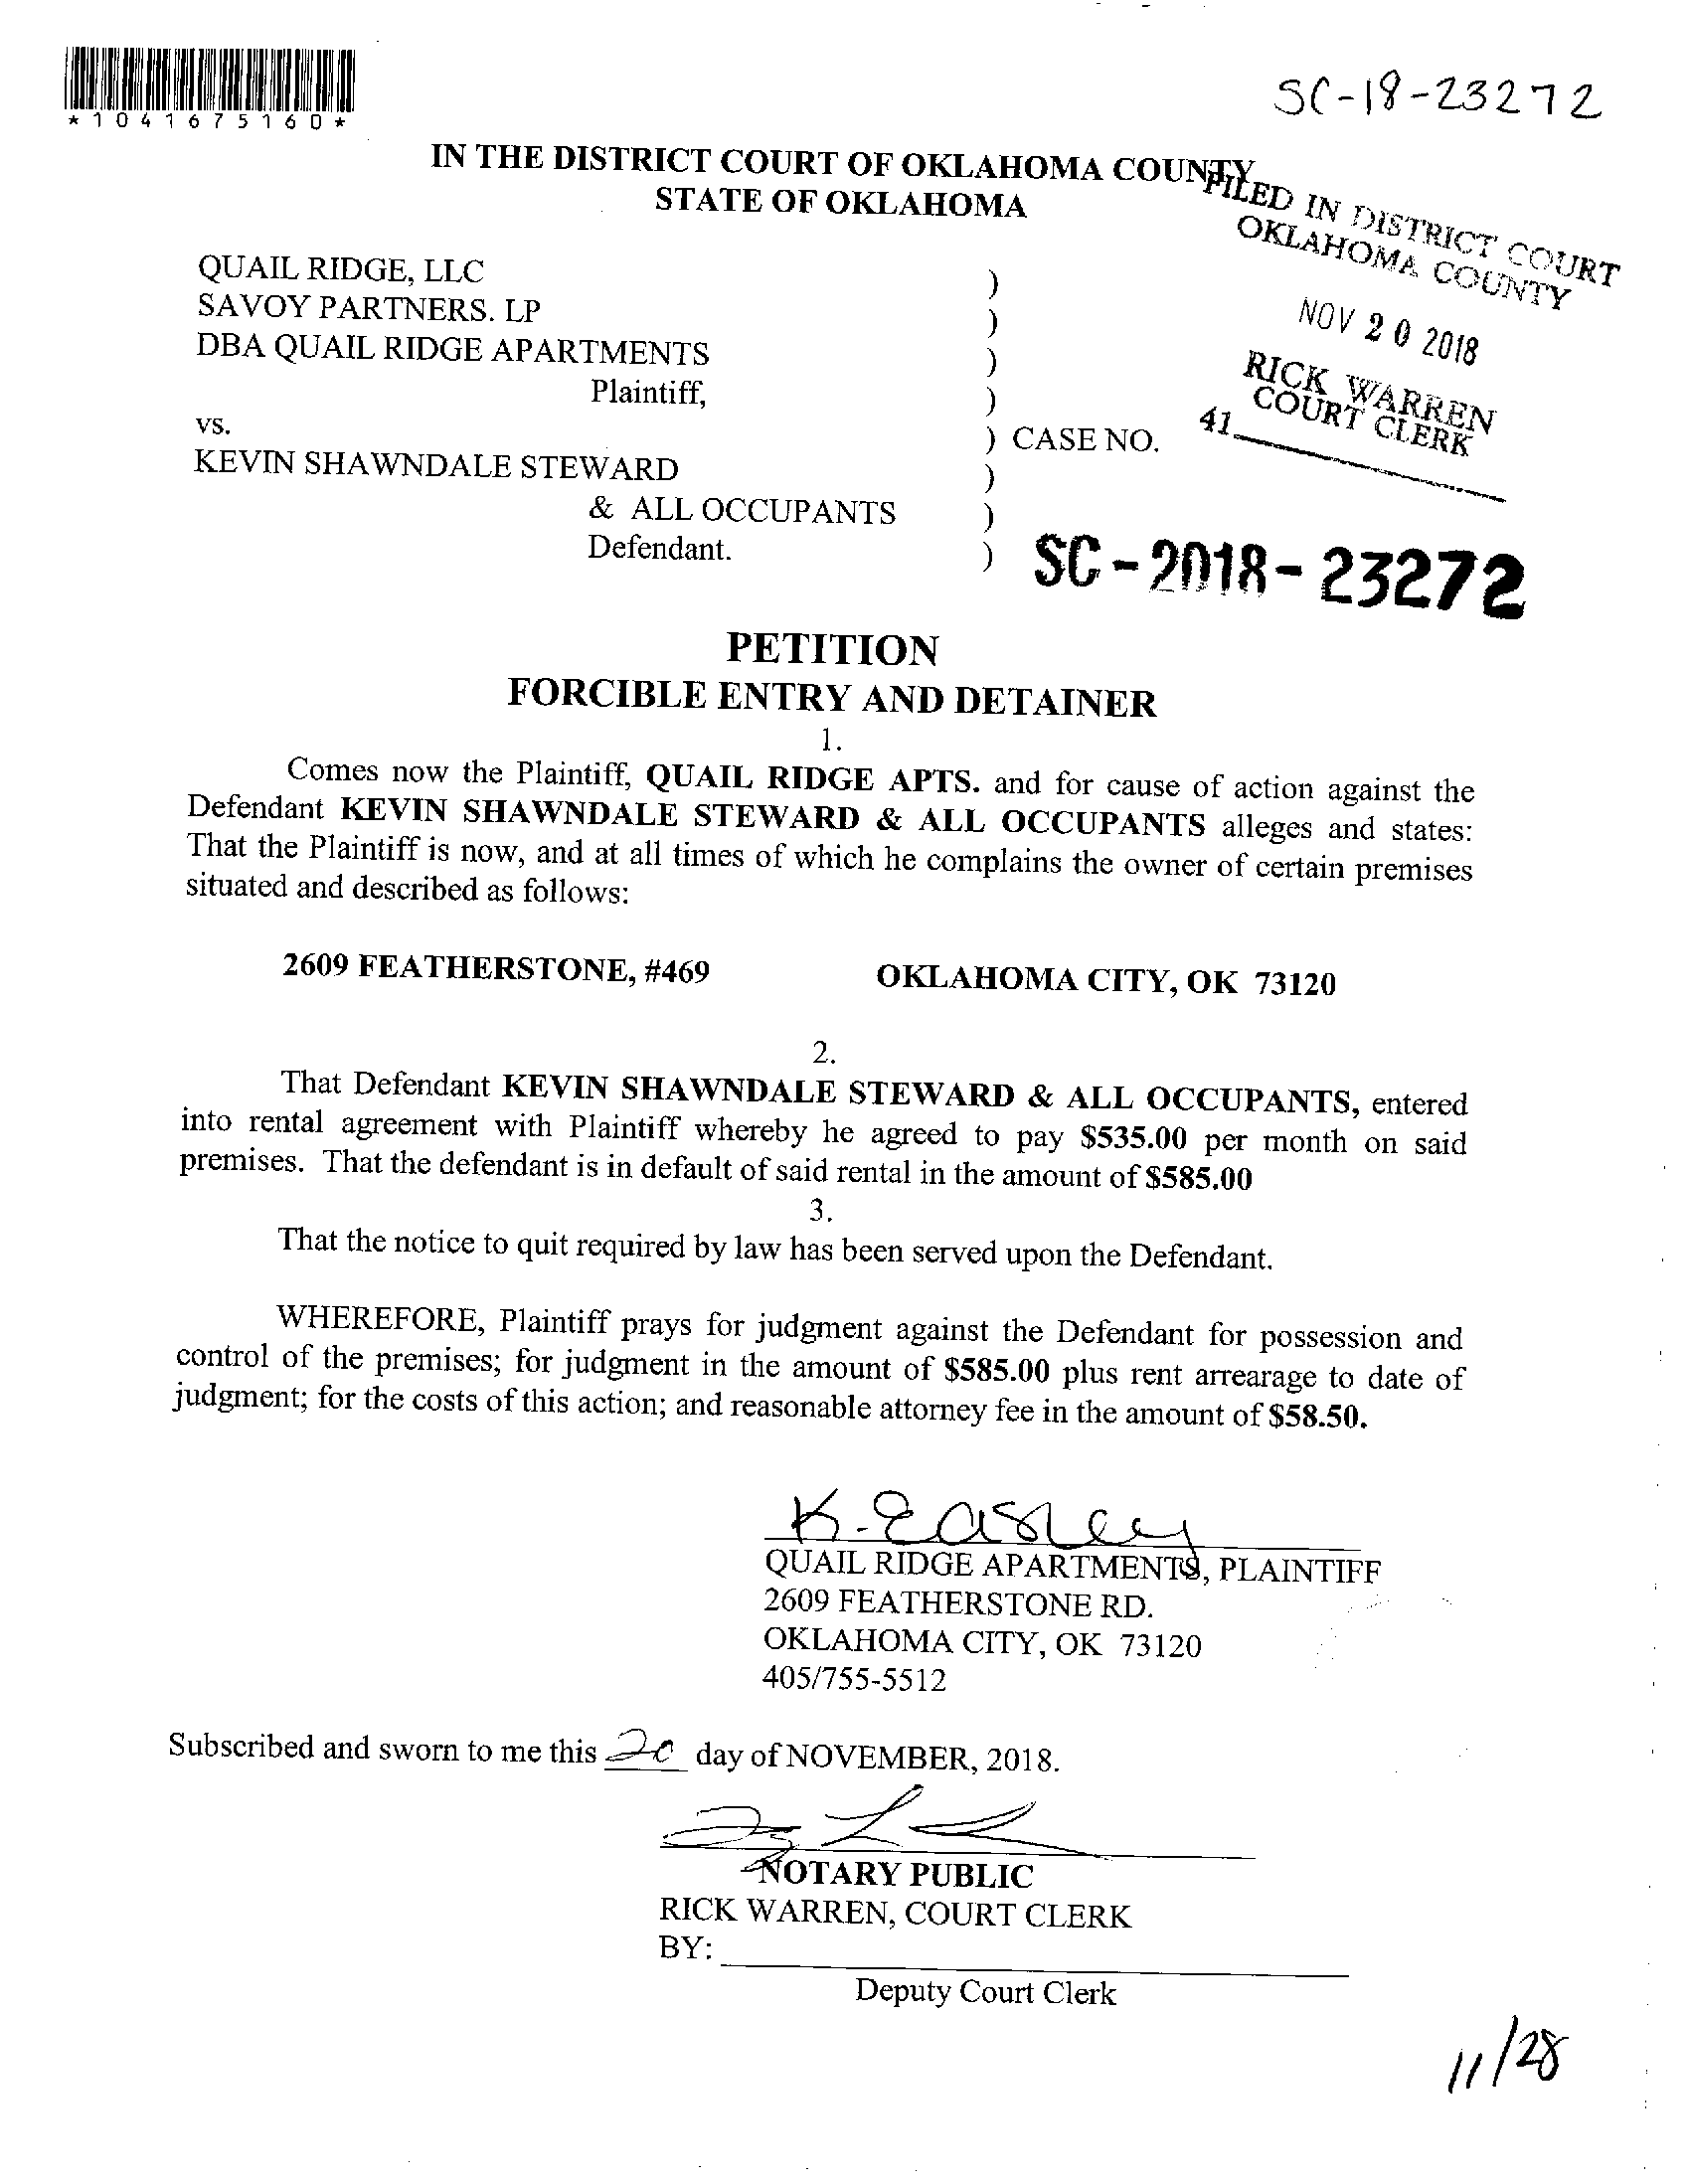 *1041675160*
SC-18-23272
IN THE DISTRICT COURT OF OKLAHOMA COUNTY
STATE OF OKLAHOMA
FILED IN DISTRICT COURT
OKLAHOMA COUNTY
NOV 20 2018
RICK WARREN
COURT CLERK
41
QUAIL RIDGE, LLC )
SAVOY PARTNERS. LP )
DBA QUAIL RIDGE APARTMENTS )
Plaintiff, )
vs. ) CASE NO.
KEVIN SHAWNDALE STEWARD )
& ALL OCCUPANTS )
Defendant. )
SC-2018-23272
PETITION
FORCIBLE ENTRY AND DETAINER
1.
Comes now the Plaintiff, QUAIL RIDGE APTS. and for cause of action against the
Defendant KEVIN SHAWNDALE STEWARD & ALL OCCUPANTS alleges and states:
That the Plaintiff is now, and at all times of which he complains the owner of certain premises
situated and described as follows:
2609 FEATHERSTONE, #469 OKLAHOMA CITY, OK 73120
2.
That Defendant KEVIN SHAWNDALE STEWARD & ALL OCCUPANTS, entered
into rental agreement with Plaintiff whereby he agreed to pay $535.00 per month on said
premises. That the defendant is in default of said rental in the amount of $585.00
3.
That the notice to quit required by law has been served upon the Defendant.
WHEREFORE, Plaintiff prays for judgment against the Defendant for possession and
control of the premises; for judgment in the amount of $585.00 plus rent arrearage to date of
judgment; for the costs of this action; and reasonable attorney fee in the amount of $58.50.
K. Easley
QUAIL RIDGE APARTMENTS, PLAINTIFF
2609 FEATHERSTONE RD.
OKLAHOMA CITY, OK 73120
405/755-5512
Subscribed and sworn to me this 20 day of NOVEMBER, 2018.
NOTARY PUBLIC
RICK WARREN, COURT CLERK
BY:
Deputy Court Clerk
11/28